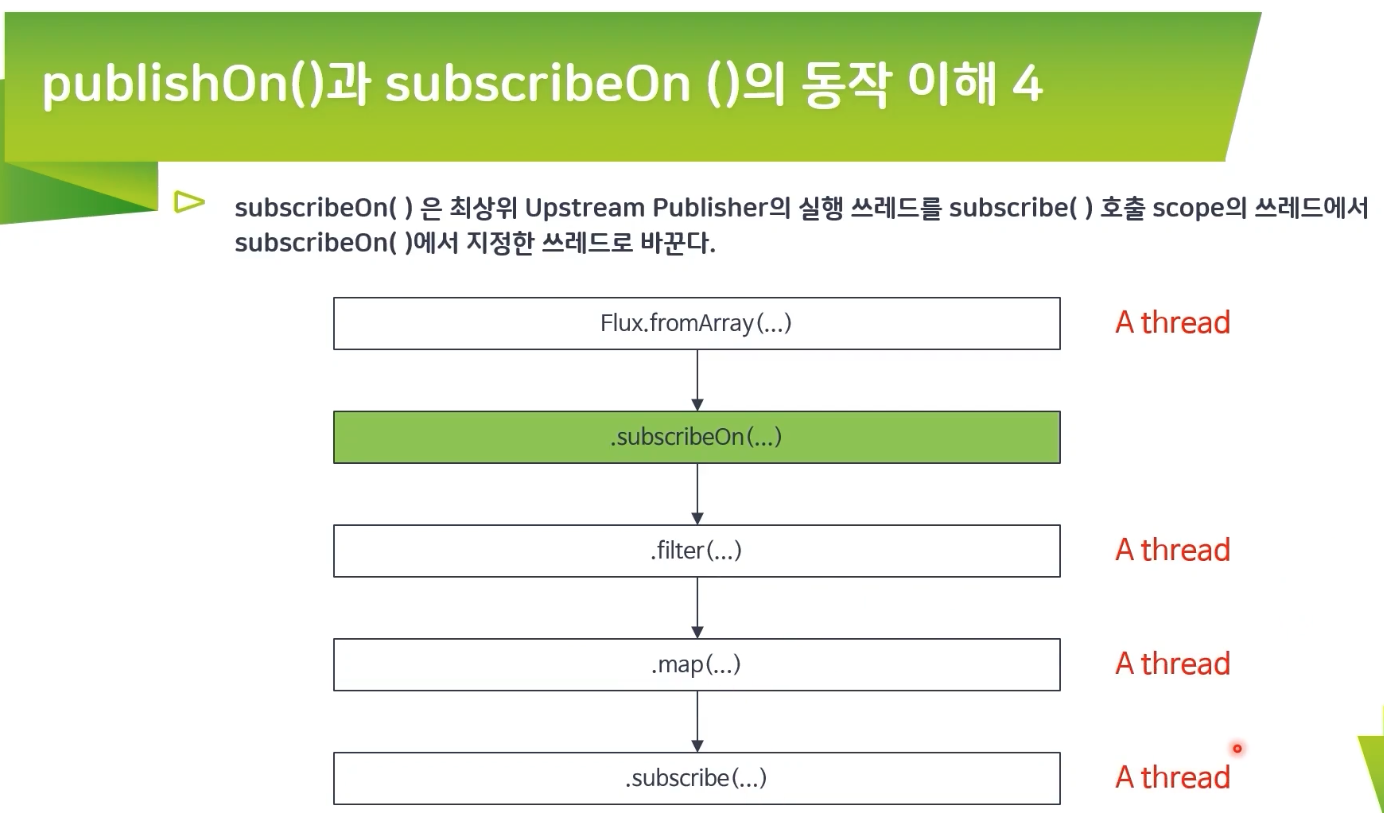 publishOn()과 subscribeOn ()의 동작 이해 4
subscribeOn( ) 은 최상위 Upstream Publisher의 실행 쓰레드를 subscribe( ) 호출 scope의 쓰레드에서
subscribeOn( )에서 지정한 쓰레드로 바꾼다.
Flux.fromArray(...)
A thread
.subscribeOn(...)
.filter(...)
A thread
.map(...)
A thread
.subscribe(...)
A thread